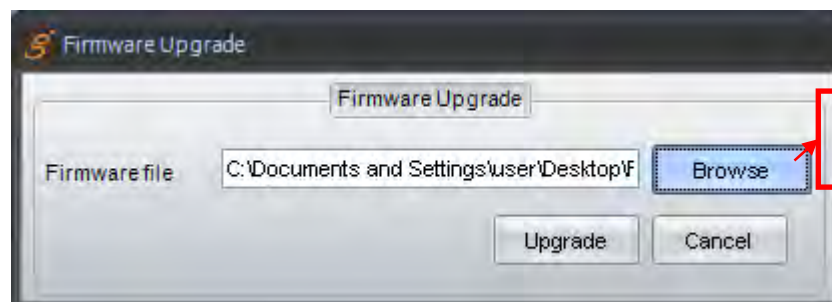 Firmware Upgrade
Firmware Upgrade
Firmware file C:\Documents and Settings\user\Desktop\F Browse
Upgrade Cancel